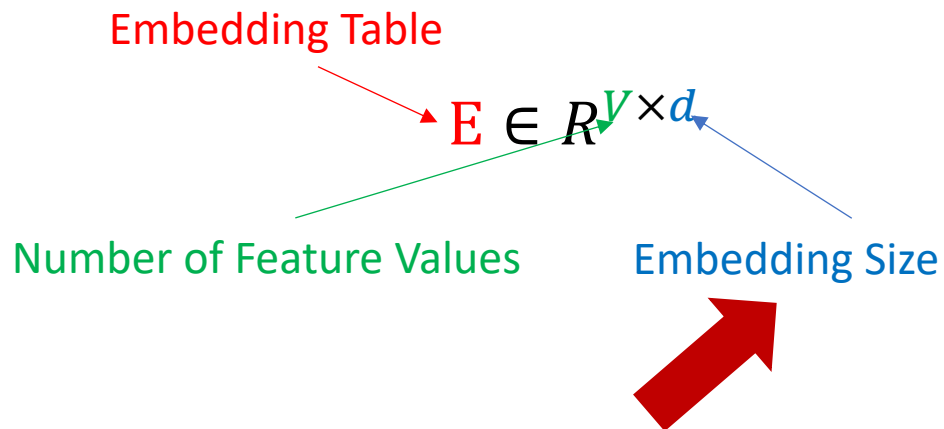 Embedding Table
E ∈ R^{V×d}
Number of Feature Values
Embedding Size